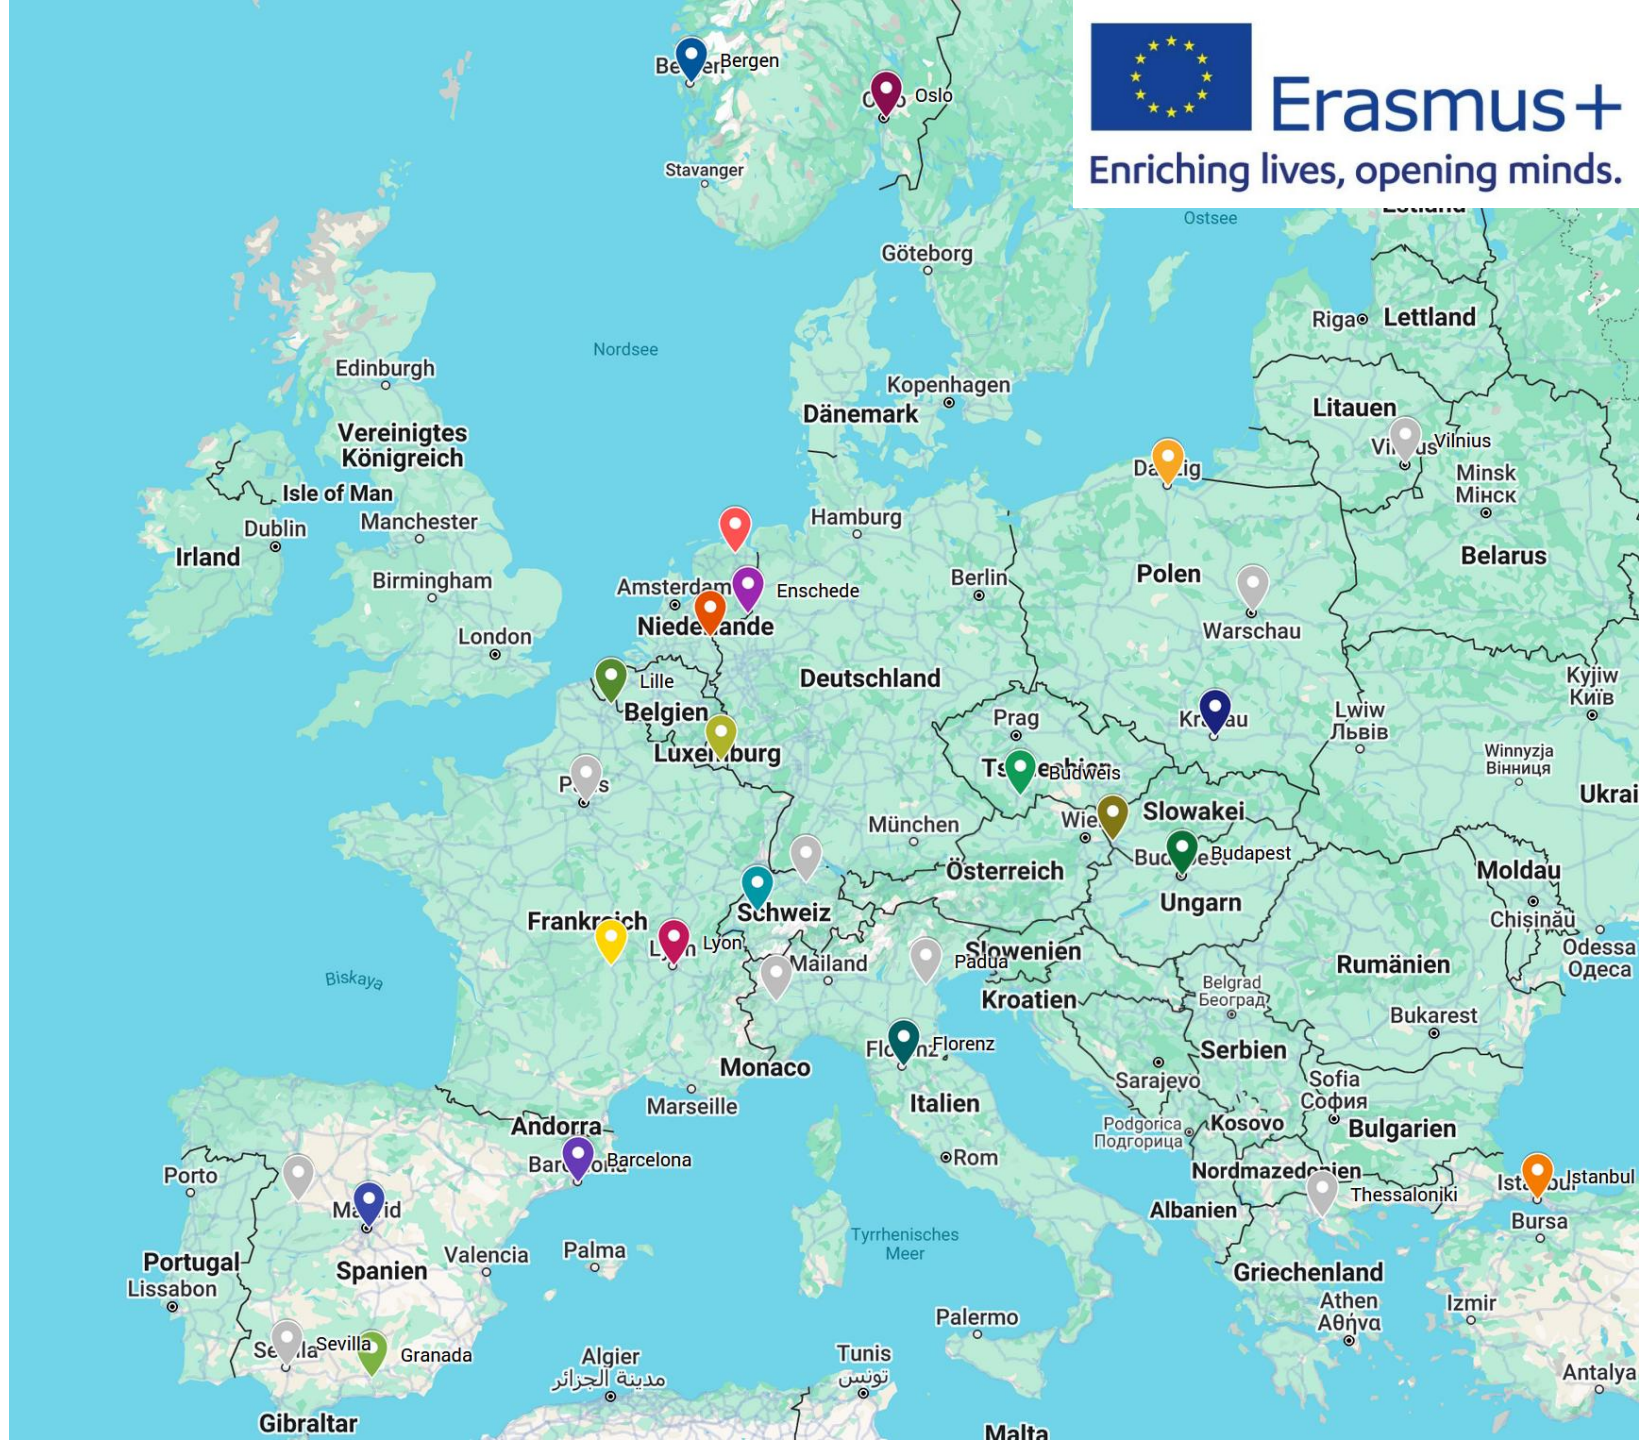 Bergen
Oslo
Erasmus+
Enriching lives, opening minds.
Stavanger
Ostsee
Göteborg
Riga
Lettland
Nordsee
Edinburgh
Kopenhagen
Dänemark
Litauen
Vereinigtes
Königreich
Vilnius
Minsk
Мінск
Isle of Man
Dublin
Manchester
Hamburg
Irland
Belarus
Birmingham
Amsterdam
Enschede
Berlin
Polen
Warschau
London
Lille
Deutschland
Belgien
Kyjiw
Київ
Prag
Lwiw
Львів
Luxemburg
Budweis
Winnyzja
Вінниця
Ukrai
München
Slowakei
Budapest
Österreich
Moldau
Ungarn
Schweiz
Chișinău
Frankreich
Lyon
Mailand
Padua
Slowenien
Odessa
Одеса
Rumänien
Biskaya
Kroatien
Belgrad
Београд
Bukarest
Florenz
Serbien
Monaco
Sarajevo
Sofia
София
Marseille
Italien
Andorra
Podgorica
Подгорица
Kosovo
Bulgarien
Barcelona
Rom
Porto
Nordmazedonien
Istanbul
Thessaloniki
Albanien
Bursa
Portugal
Valencia
Palma
Tyrrhenisches
Meer
Spanien
Griechenland
Lissabon
Athen
Αθήνα
Izmir
Palermo
Sevilla
Granada
Algier
مدينة الجزائر
Tunis
تونس
Antalya
Gibraltar
Malta